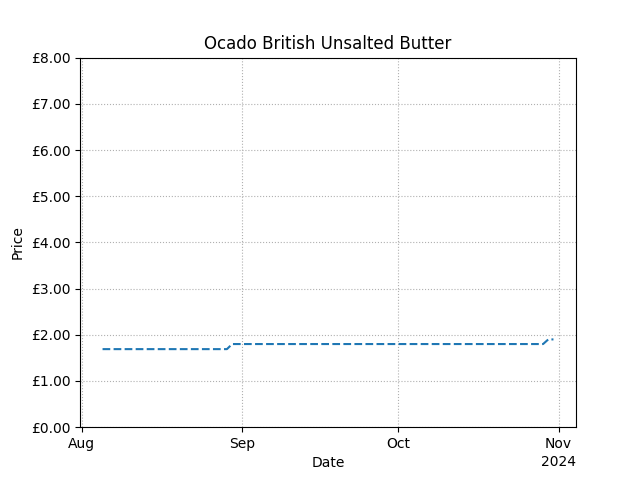 Ocado British Unsalted Butter
£8.00
£7.00
£6.00
£5.00
£4.00
£3.00
£2.00
£1.00
£0.00
Price
Aug Sep Oct Nov
2024
Date